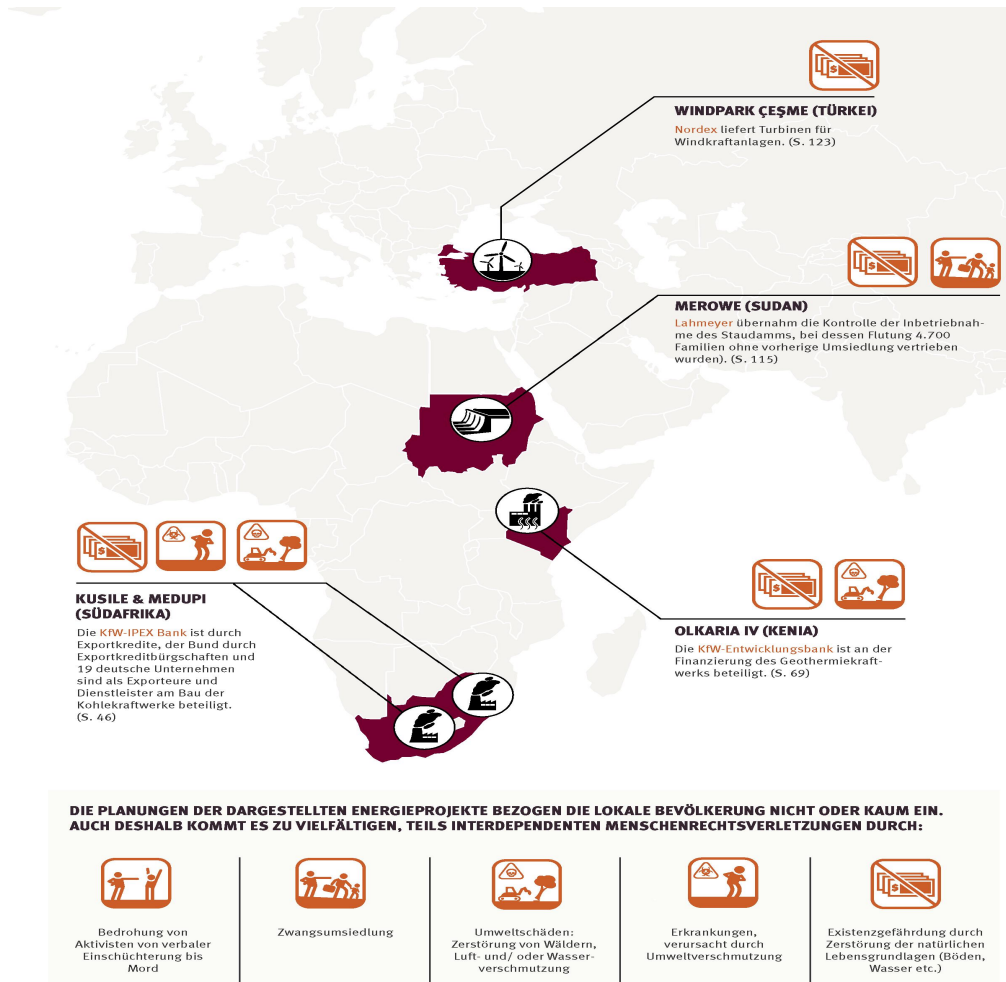 WINDPARK ÇEŞME (TÜRKEI)
Nordex liefert Turbinen für
Windkraftanlagen. (S. 123)
MEROWE (SUDAN)
Lahmeyer übernahm die Kontrolle der Inbetriebnah-
me des Staudamms, bei dessen Flutung 4.700
Familien ohne vorherige Umsiedlung vertrieben
wurden). (S. 115)
KUSILE & MEDUPI
(SÜDAFRIKA)
Die KfW-IPEX Bank ist durch
Exportkredite, der Bund durch
Exportkreditbürgschaften und
19 deutsche Unternehmen
sind als Exporteure und
Dienstleister am Bau der
Kohlekraftwerke beteiligt.
(S. 46)
OLKARIA IV (KENIA)
Die KfW-Entwicklungsbank ist an der
Finanzierung des Geothermiekraft-
werks beteiligt. (S. 69)
DIE PLANUNGEN DER DARGESTELLTEN ENERGIEPROJEKTE BEZOGEN DIE LOKALE BEVÖLKERUNG NICHT ODER KAUM EIN.
AUCH DESHALB KOMMT ES ZU VIELFÄLTIGEN, TEILS INTERDEPENDENTEN MENSCHENRECHTSVERLETZUNGEN DURCH:
Bedrohung von
Aktivisten von verbaler
Einschüchterung bis
Mord
Zwangsumsiedlung
Umweltschäden:
Zerstörung von Wäldern,
Luft- und/ oder Wasser-
verschmutzung
Erkrankungen,
verursacht durch
Umweltverschmutzung
Existenzgefährdung durch
Zerstörung der natürlichen
Lebensgrundlagen (Böden,
Wasser etc.)